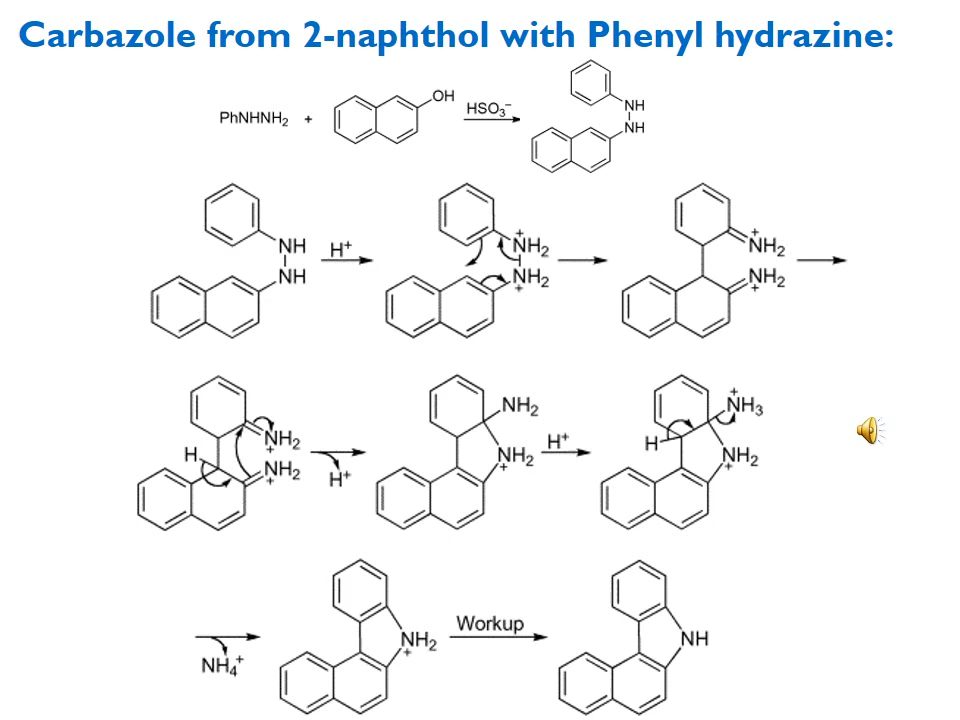 Carbazole from 2-naphthol with Phenyl hydrazine:
PhNHNH₂ + OH HSO₃⁻ NH
NH
NH
NH
H⁺
⁺NH₂
NH₂⁺
⁺NH₂
NH₂⁺
H
NH₂⁺
NH₂⁺
H⁺
NH₂
NH₂⁺
H⁺
H
⁺NH₃
NH₂⁺
NH₄⁺
NH₂⁺
Workup
NH